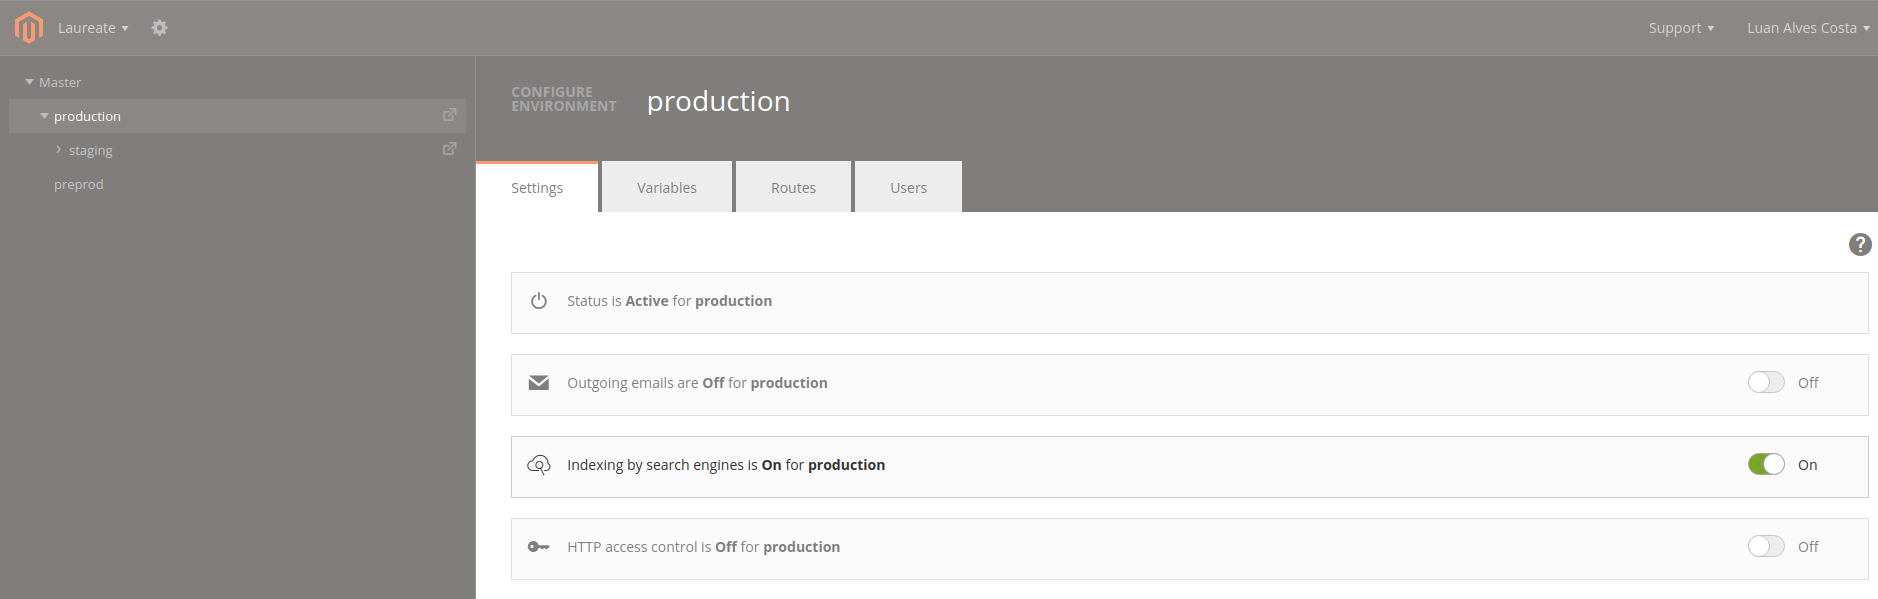 Laureate
Support
Luan Alves Costa
Master
production
staging
preprod
CONFIGURE
ENVIRONMENT
production
Settings
Variables
Routes
Users
?
Status is Active for production
Outgoing emails are Off for production
Off
Indexing by search engines is On for production
On
HTTP access control is Off for production
Off